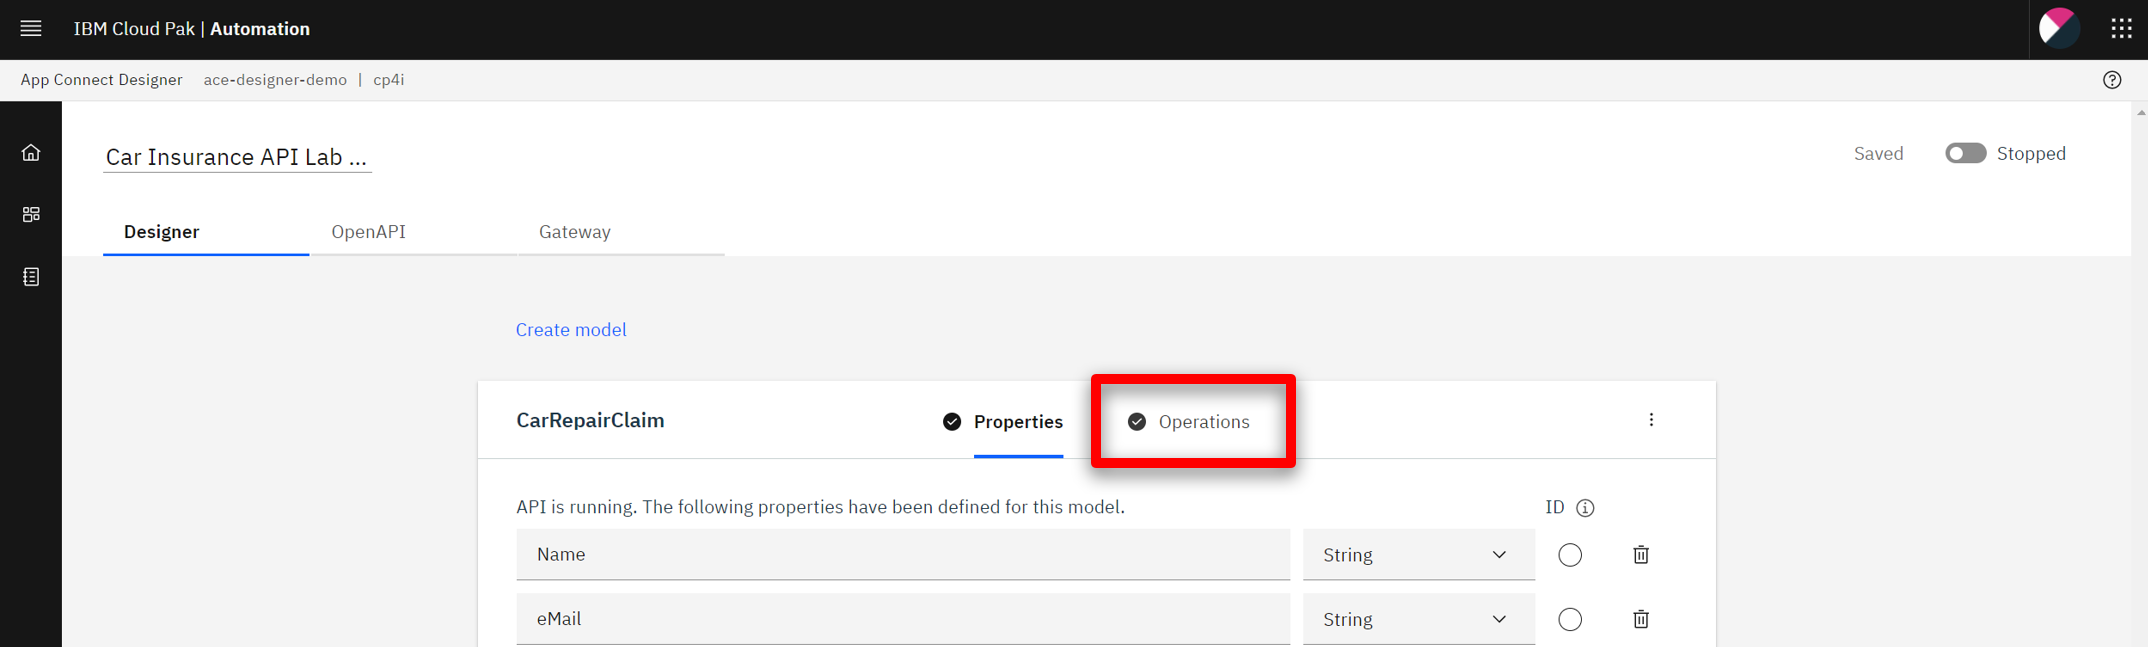 IBM Cloud Pak | Automation
App Connect Designer ace-designer-demo | cp4i
Car Insurance API Lab ...
Saved Stopped
Designer OpenAPI Gateway
Create model
CarRepairClaim Properties Operations
API is running. The following properties have been defined for this model. ID
Name String
eMail String